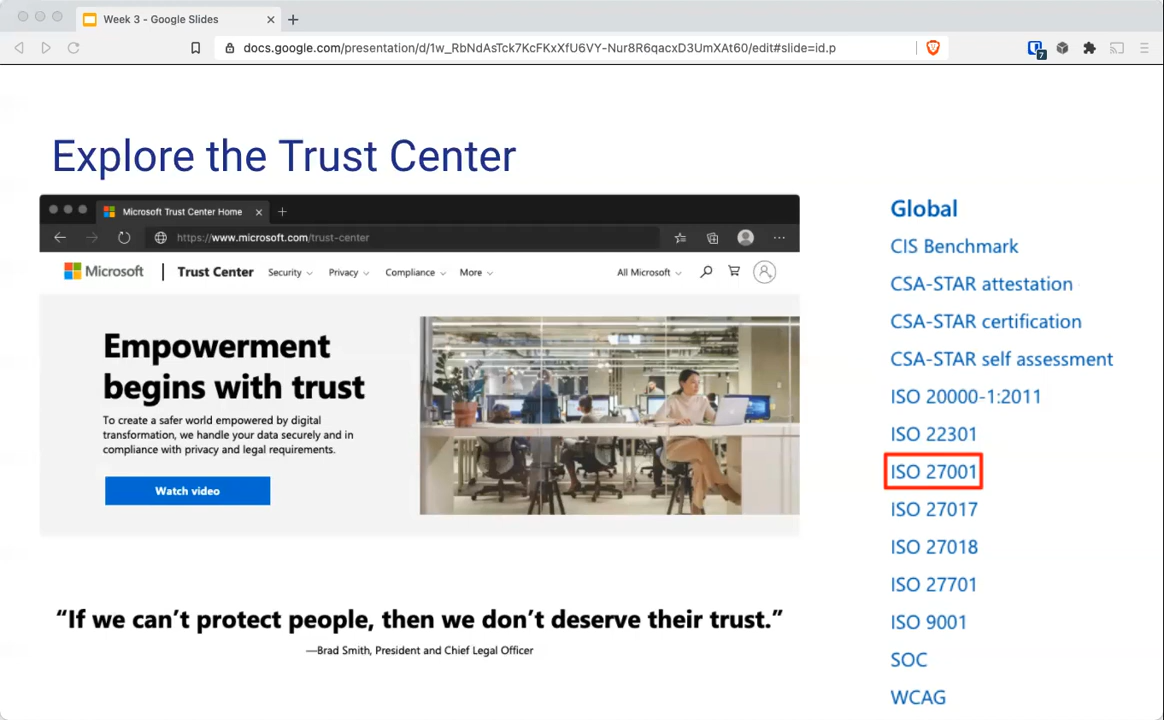 Week 3 - Google Slides
docs.google.com/presentation/d/1w_RbNdAsTck7KcFKxXfU6VY-Nur8R6qacxD3UmXAt60/edit#slide=id.p
7
Explore the Trust Center
Microsoft Trust Center Home
https://www.microsoft.com/trust-center
Microsoft | Trust Center Security Privacy Compliance More All Microsoft
Empowerment
begins with trust
To create a safer world empowered by digital
transformation, we handle your data securely and in
compliance with privacy and legal requirements.
Watch video
“If we can’t protect people, then we don’t deserve their trust.”
—Brad Smith, President and Chief Legal Officer
Global
CIS Benchmark
CSA-STAR attestation
CSA-STAR certification
CSA-STAR self assessment
ISO 20000-1:2011
ISO 22301
ISO 27001
ISO 27017
ISO 27018
ISO 27701
ISO 9001
SOC
WCAG